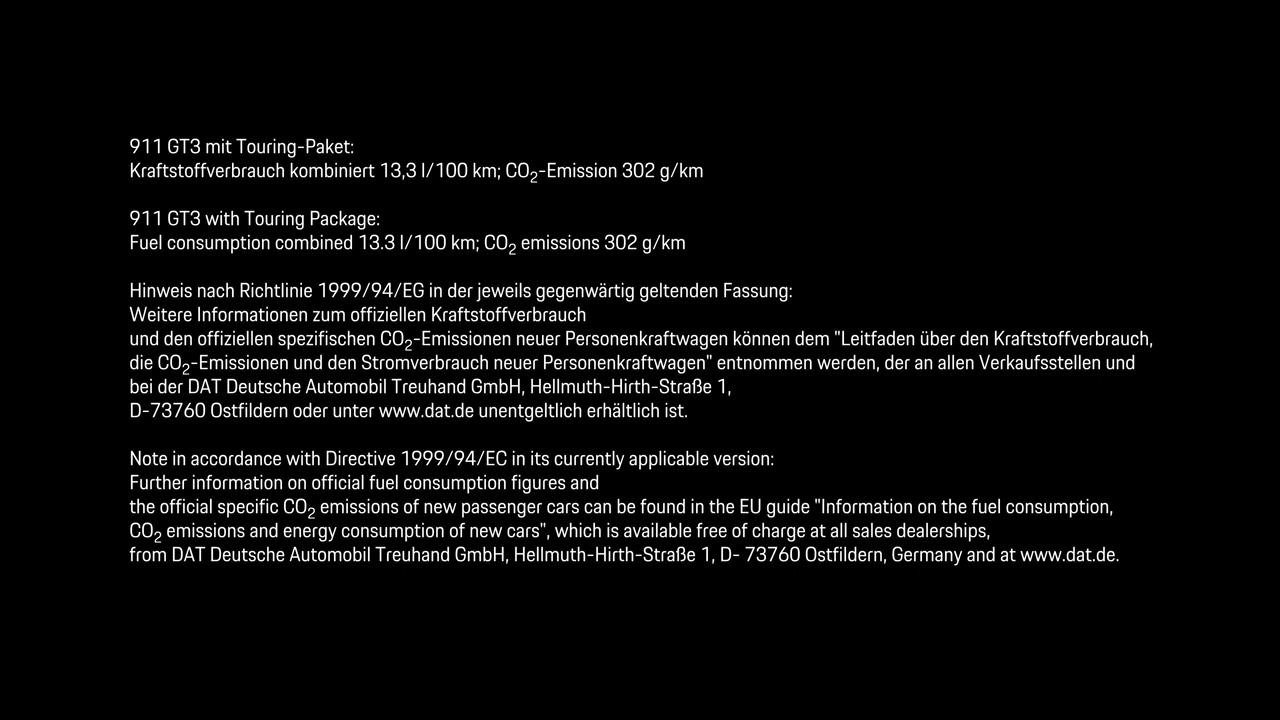 911 GT3 mit Touring-Paket:
Kraftstoffverbrauch kombiniert 13,3 l/100 km; CO₂-Emission 302 g/km
911 GT3 with Touring Package:
Fuel consumption combined 13.3 l/100 km; CO₂ emissions 302 g/km
Hinweis nach Richtlinie 1999/94/EG in der jeweils gegenwärtig geltenden Fassung:
Weitere Informationen zum offiziellen Kraftstoffverbrauch
und den offiziellen spezifischen CO₂-Emissionen neuer Personenkraftwagen können dem "Leitfaden über den Kraftstoffverbrauch,
die CO₂-Emissionen und den Stromverbrauch neuer Personenkraftwagen" entnommen werden, der an allen Verkaufsstellen und
bei der DAT Deutsche Automobil Treuhand GmbH, Hellmuth-Hirth-Straße 1,
D-73760 Ostfildern oder unter www.dat.de unentgeltlich erhältlich ist.
Note in accordance with Directive 1999/94/EC in its currently applicable version:
Further information on official fuel consumption figures and
the official specific CO₂ emissions of new passenger cars can be found in the EU guide "Information on the fuel consumption,
CO₂ emissions and energy consumption of new cars", which is available free of charge at all sales dealerships,
from DAT Deutsche Automobil Treuhand GmbH, Hellmuth-Hirth-Straße 1, D- 73760 Ostfildern, Germany and at www.dat.de.